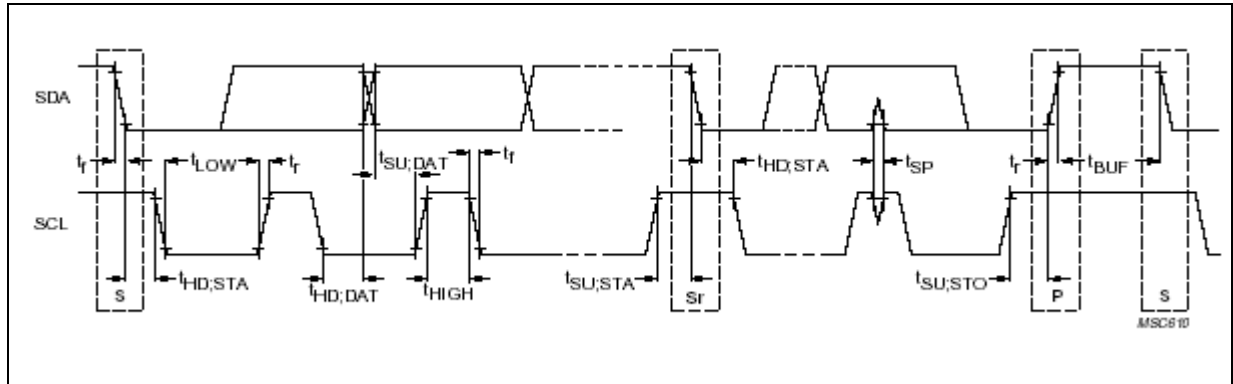 SDA
tr tLOW tr tSU;DAT tf tHD;STA tSP tr tBUF
SCL
tHD;STA tHD;DAT tHIGH tSU;STA tSU;STO
S Sr P S
MSC610